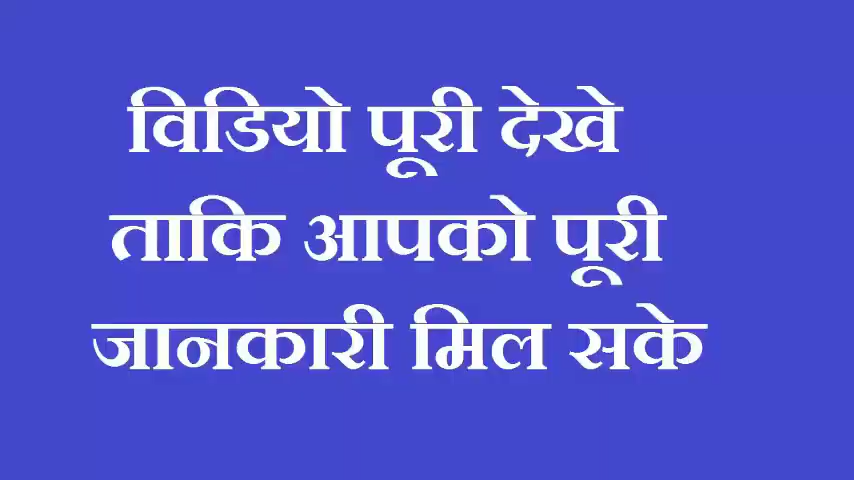 विडियो पूरी देखे
ताकि आपको पूरी
जानकारी मिल सके